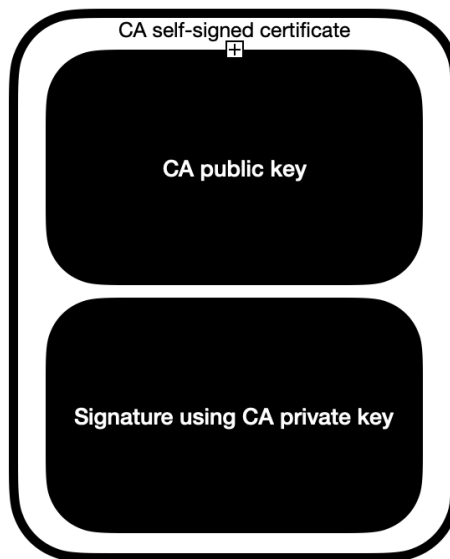 CA self-signed certificate
CA public key
Signature using CA private key